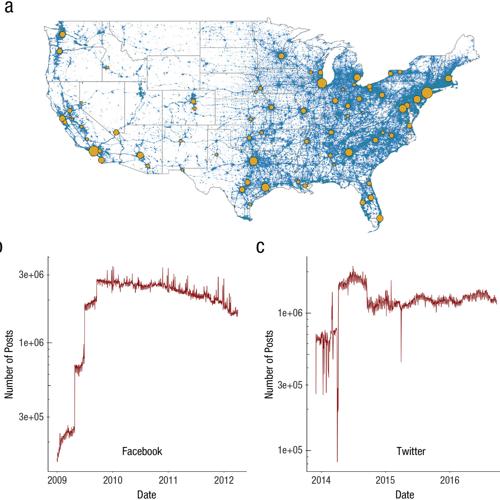 a
c
3e+06
1e+06
3e+05
Number of Posts
Facebook
2009
2010
2011
2012
Date
1e+06
3e+05
1e+05
Number of Posts
Twitter
2014
2015
2016
Date